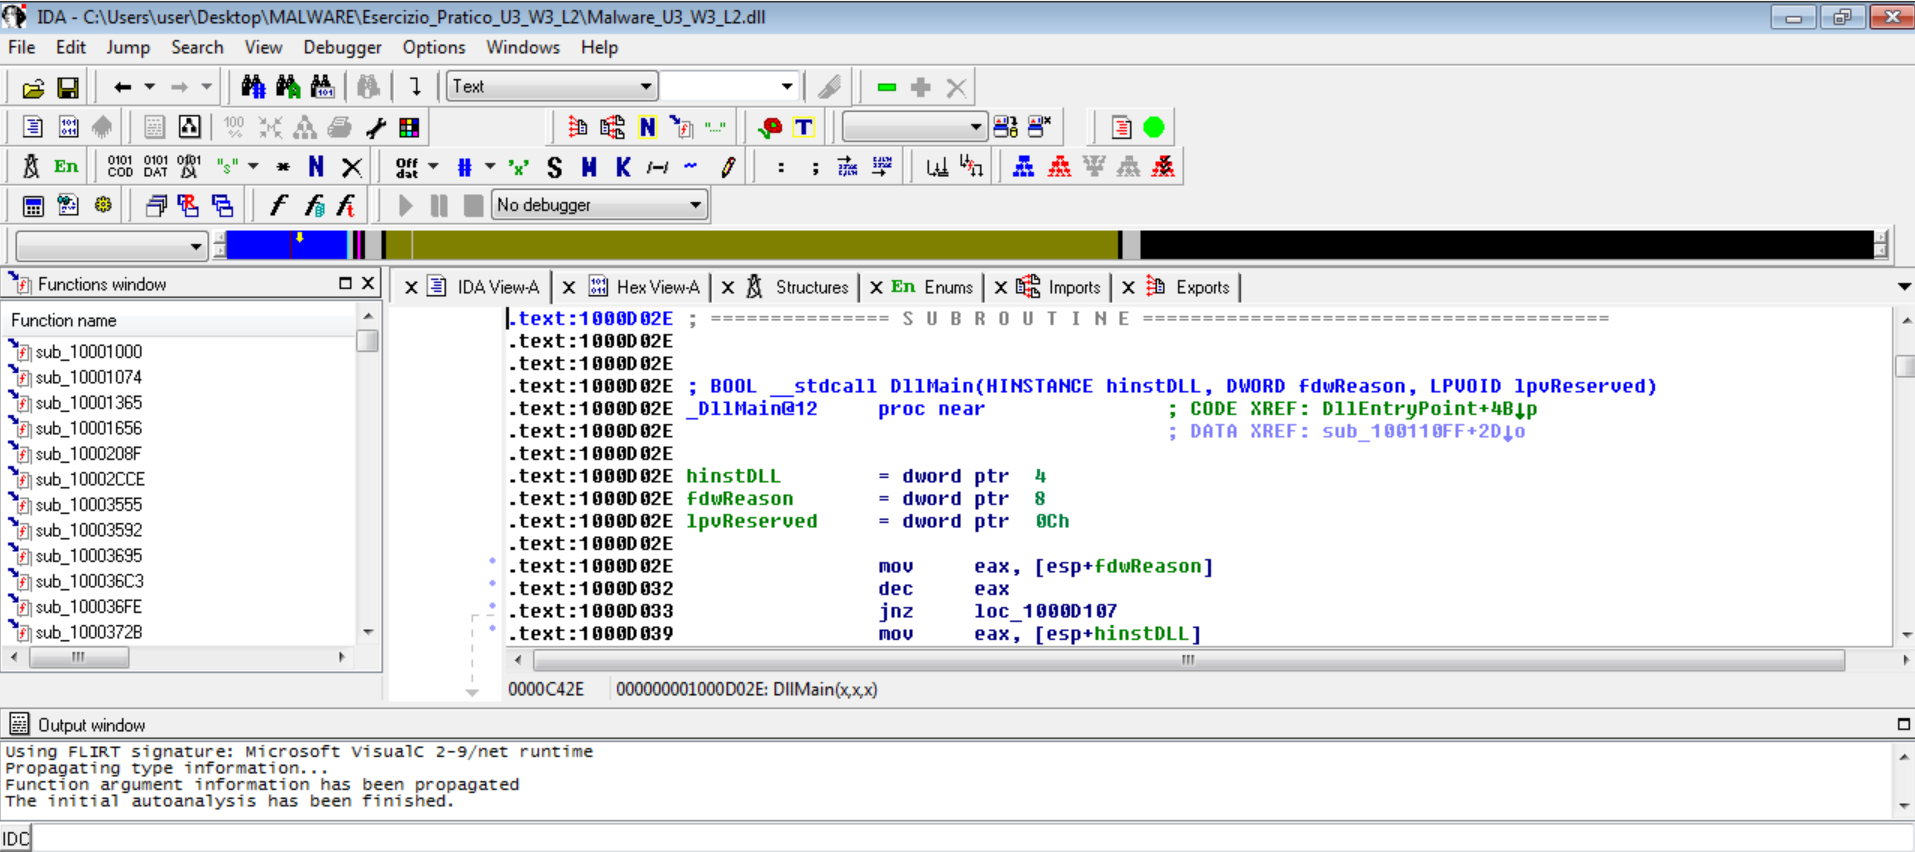 IDA - C:\Users\user\Desktop\MALWARE\Esercizio_Pratico_U3_W3_L2\Malware_U3_W3_L2.dll
File Edit Jump Search View Debugger Options Windows Help
Text
En
No debugger
Functions window
IDA View-A Hex View-A Structures En Enums Imports Exports
Function name
sub_10001000
sub_10001074
sub_10001365
sub_10001656
sub_1000208F
sub_10002CCE
sub_10003555
sub_10003592
sub_10003695
sub_100036C3
sub_100036FE
sub_1000372B
.text:1000D02E ; =============== S U B R O U T I N E =======================================
.text:1000D02E
.text:1000D02E
.text:1000D02E ; BOOL __stdcall DllMain(HINSTANCE hinstDLL, DWORD fdwReason, LPVOID lpvReserved)
.text:1000D02E _DllMain@12 proc near ; CODE XREF: DllEntryPoint+4B↓p
.text:1000D02E ; DATA XREF: sub_100110FF+2D↓o
.text:1000D02E
.text:1000D02E hinstDLL = dword ptr 4
.text:1000D02E fdwReason = dword ptr 8
.text:1000D02E lpvReserved = dword ptr 0Ch
.text:1000D02E
.text:1000D02E mov eax, [esp+fdwReason]
.text:1000D032 dec eax
.text:1000D033 jnz loc_1000D107
.text:1000D039 mov eax, [esp+hinstDLL]
0000C42E 000000001000D02E: DllMain(x,x,x)
Output window
Using FLIRT signature: Microsoft VisualC 2-9/net runtime
Propagating type information...
Function argument information has been propagated
The initial autoanalysis has been finished.
IDC